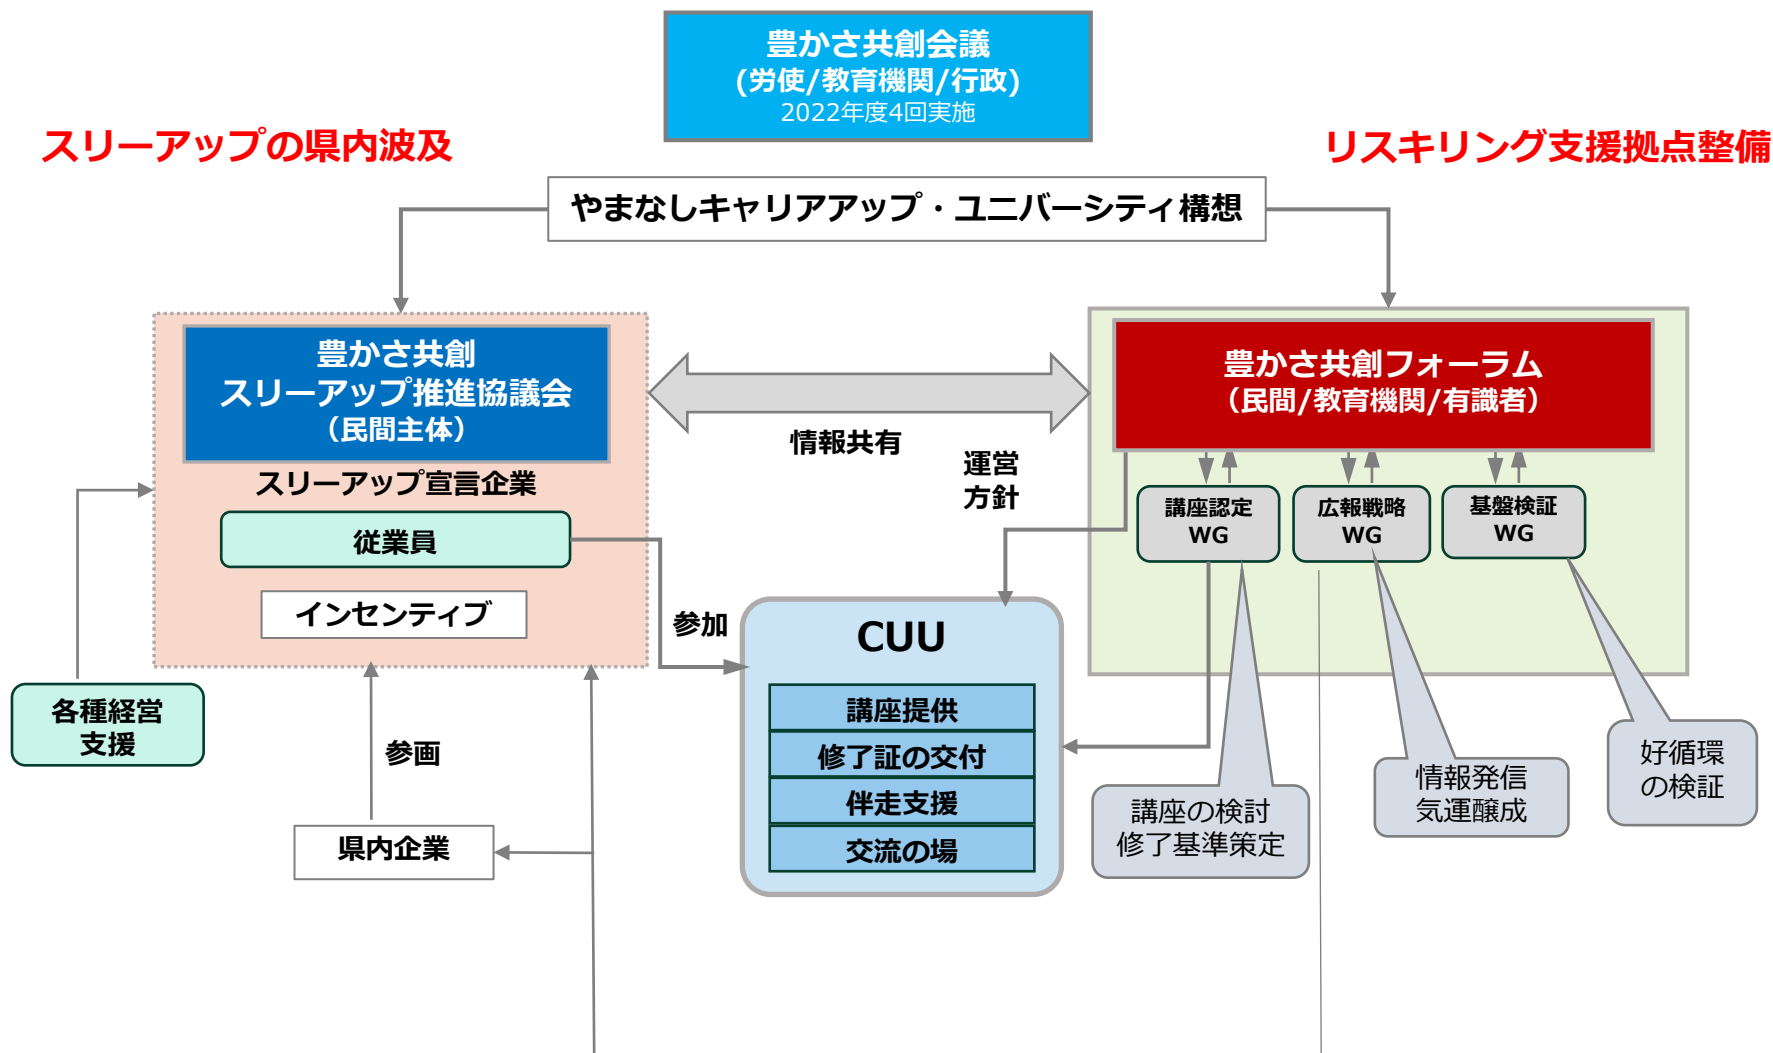 豊かさ共創会議
(労使/教育機関/行政)
2022年度4回実施
スリーアップの県内波及
リスキリング支援拠点整備
やまなしキャリアアップ・ユニバーシティ構想
豊かさ共創
スリーアップ推進協議会
（民間主体）
スリーアップ宣言企業
従業員
インセンティブ
各種経営
支援
参画
県内企業
情報共有
運営
方針
参加
CUU
講座提供
修了証の交付
伴走支援
交流の場
豊かさ共創フォーラム
（民間/教育機関/有識者）
講座認定
WG
広報戦略
WG
基盤検証
WG
講座の検討
修了基準策定
情報発信
気運醸成
好循環
の検証